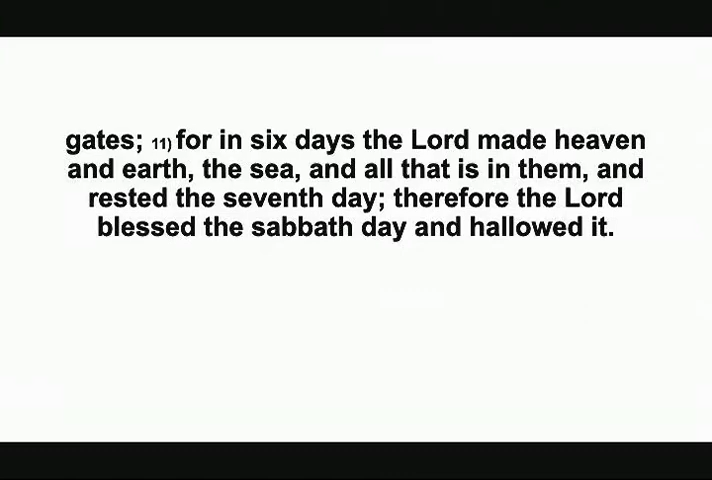 gates; 11) for in six days the Lord made heaven
and earth, the sea, and all that is in them, and
rested the seventh day; therefore the Lord
blessed the sabbath day and hallowed it.